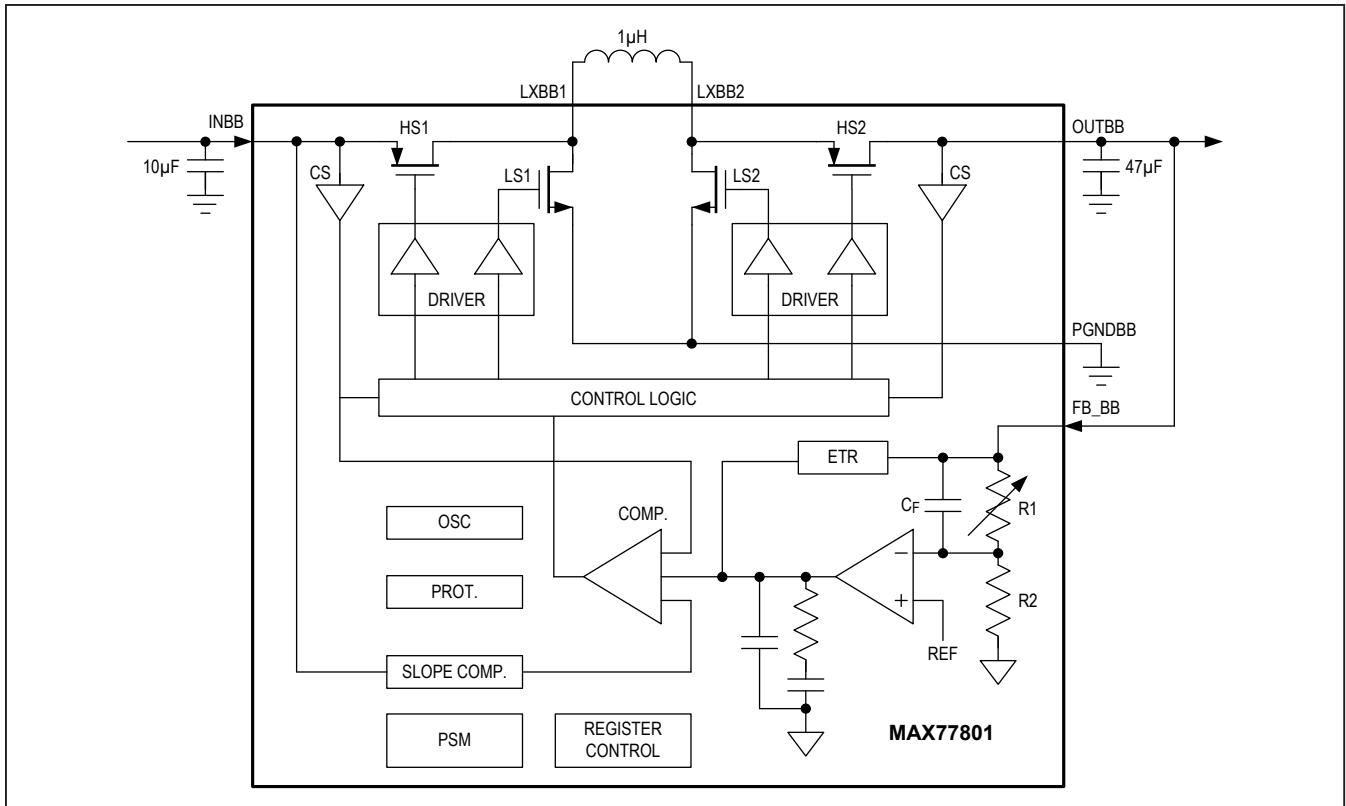 1µH
LXBB1
LXBB2
INBB
HS1
HS2
OUTBB
10µF
CS
LS1
LS2
CS
47µF
DRIVER
DRIVER
PGNDBB
CONTROL LOGIC
FB_BB
ETR
CF
R1
OSC
COMP.
−
PROT.
+
R2
REF
SLOPE COMP.
PSM
REGISTER
CONTROL
MAX77801